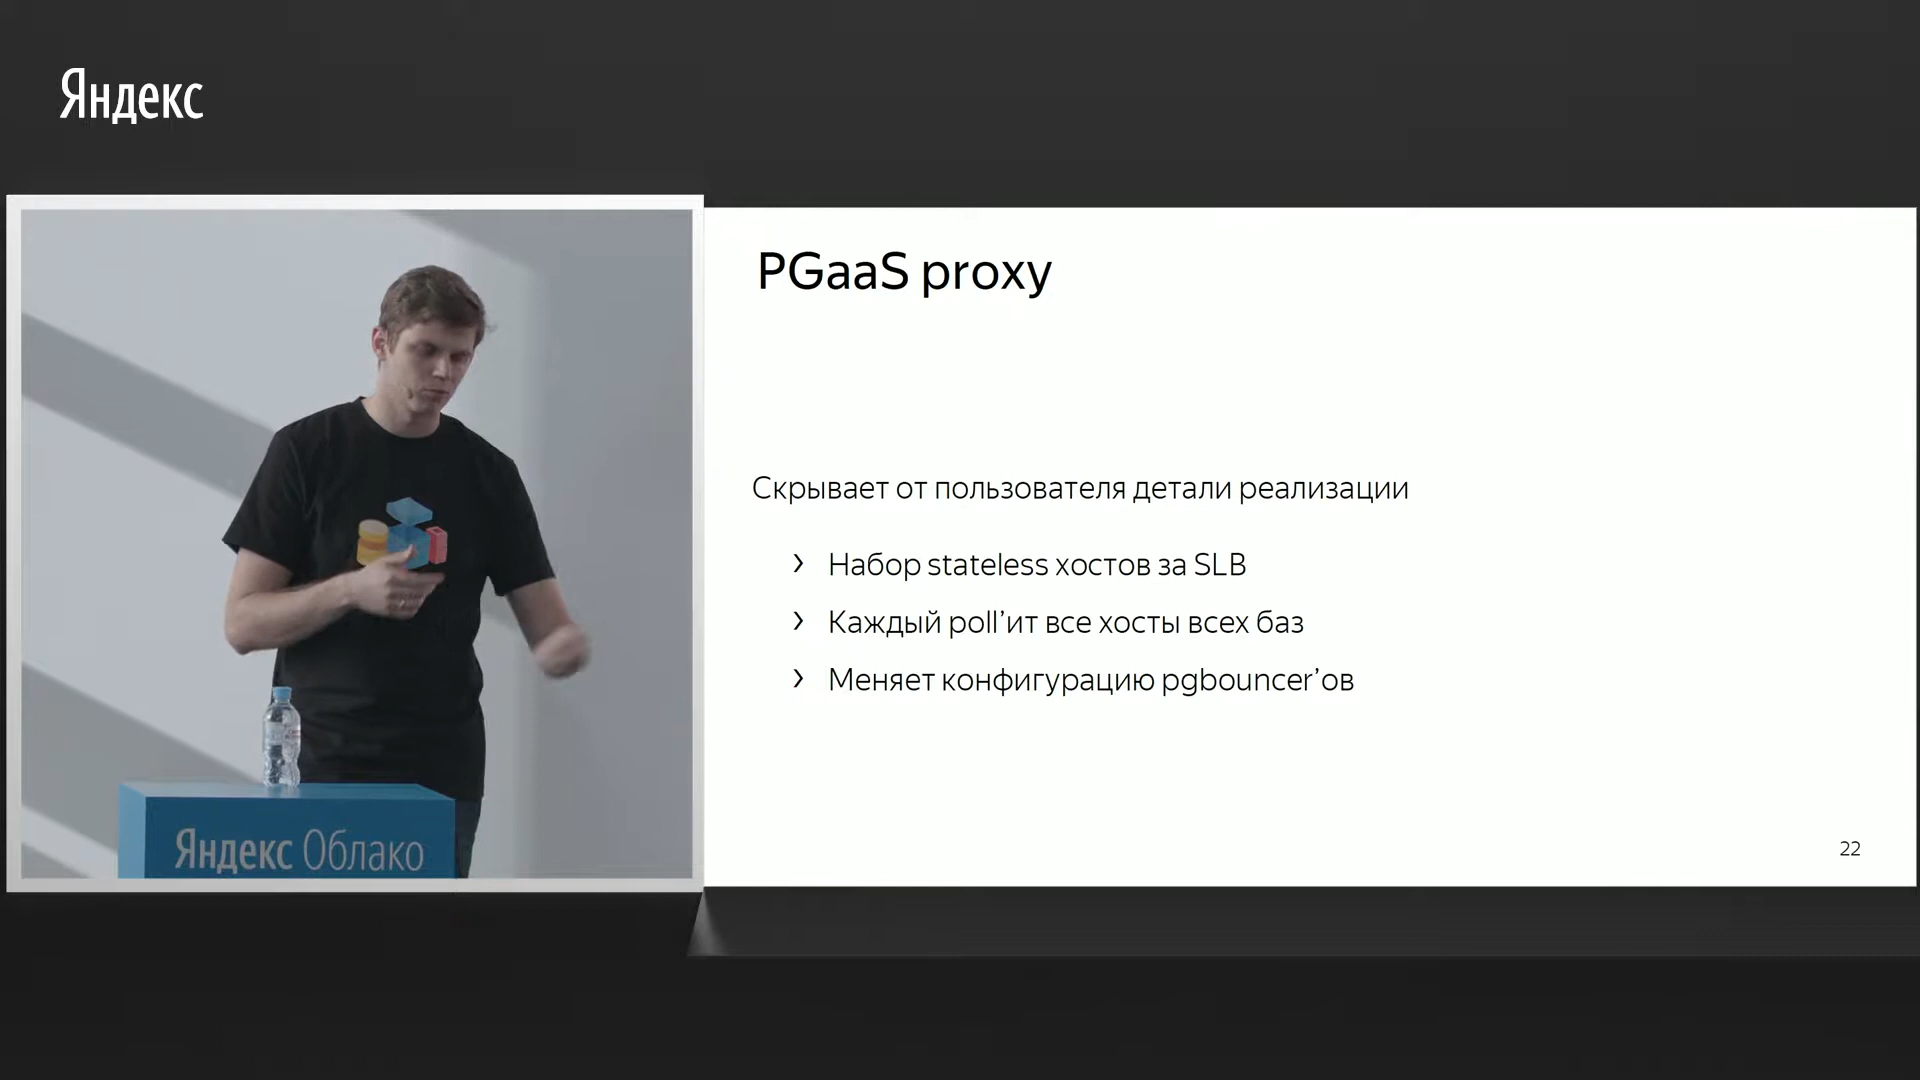 Яндекс
PGaaS proxy
Скрывает от пользователя детали реализации
› Набор stateless хостов за SLB
› Каждый poll’ит все хосты всех баз
› Меняет конфигурацию pgbouncer’ов
Яндекс Облако
22